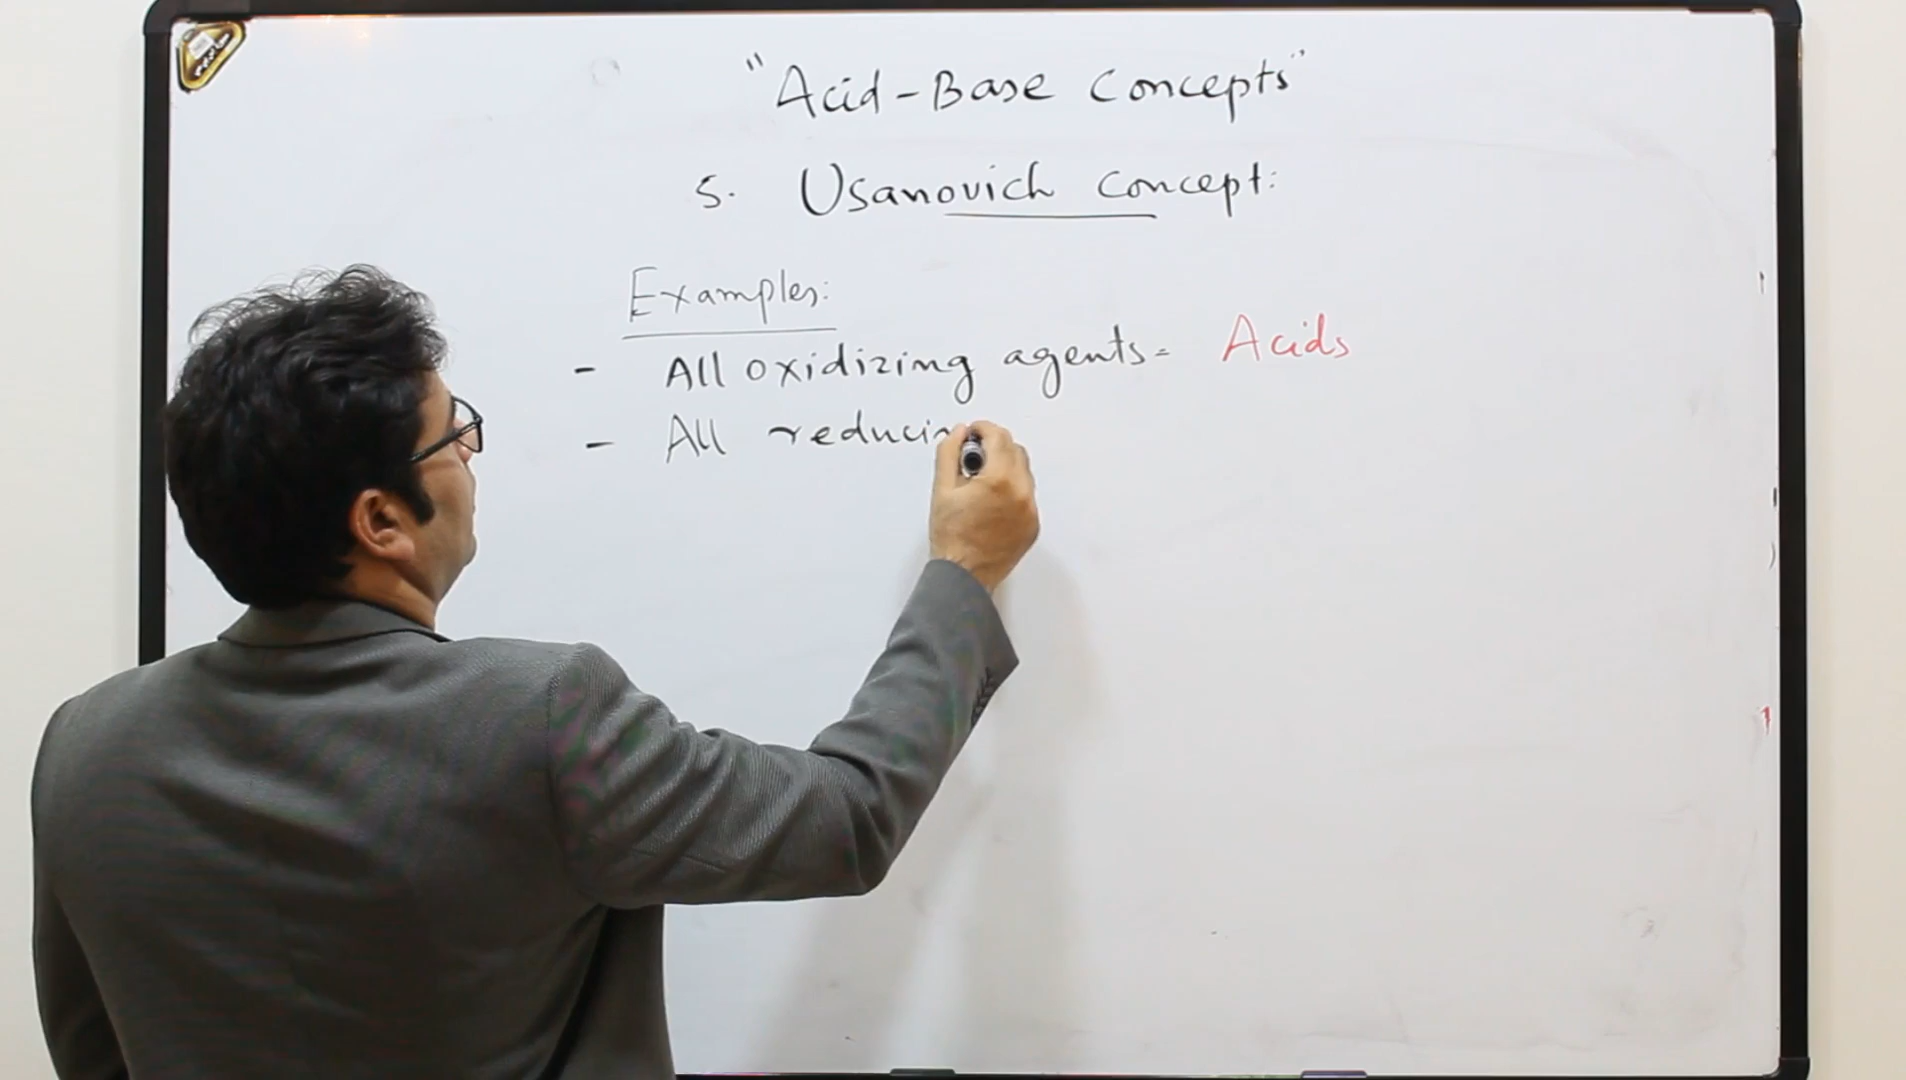 "Acid-Base Concepts"
5. Usanovich Concept:
Examples:
- All oxidizing agents = Acids
- All reducin